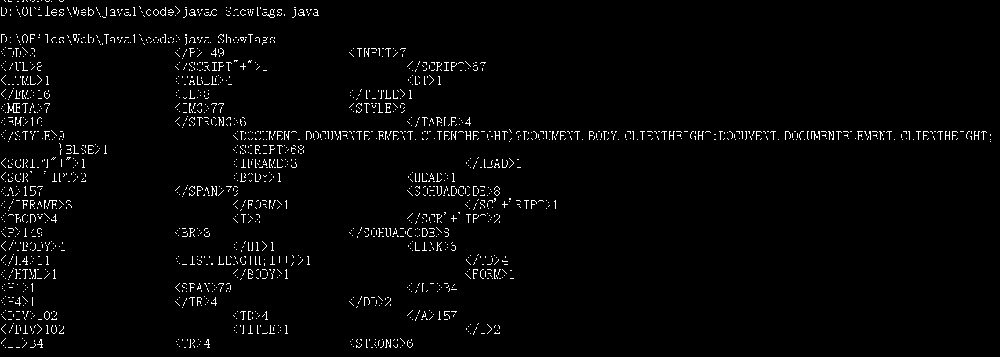 D:\0Files\Web\Java1\code>javac ShowTags.java
D:\0Files\Web\Java1\code>java ShowTags
<DD>2 </P>149 <INPUT>7
</UL>8 </SCRIPT"+">1 </SCRIPT>67
<HTML>1 <TABLE>4 <DT>1
</EM>16 <UL>8 </TITLE>1
<META>7 <IMG>77 <STYLE>9
<EM>16 </STRONG>6 </TABLE>4
</STYLE>9 <DOCUMENT.DOCUMENTELEMENT.CLIENTHEIGHT)?DOCUMENT.BODY.CLIENTHEIGHT:DOCUMENT.DOCUMENTELEMENT.CLIENTHEIGHT;
}ELSE>1 <SCRIPT>68
<SCRIPT"+">1 <IFRAME>3 </HEAD>1
<SCR'+'IPT>2 <BODY>1 <HEAD>1
<A>157 </SPAN>79 <SOHUADCODE>8
</IFRAME>3 </FORM>1 </SC'+'RIPT>1
<TBODY>4 <I>2 </SCR'+'IPT>2
<P>149 <BR>3 </SOHUADCODE>8
</TBODY>4 </H1>1 <LINK>6
</H4>11 <LIST.LENGTH;I++)>1 </TD>4
</HTML>1 </BODY>1 <FORM>1
<H1>1 <SPAN>79 </LI>34
<H4>11 </TR>4 </DD>2
<DIV>102 <TD>4 </A>157
</DIV>102 <TITLE>1 </I>2
<LI>34 <TR>4 <STRONG>6